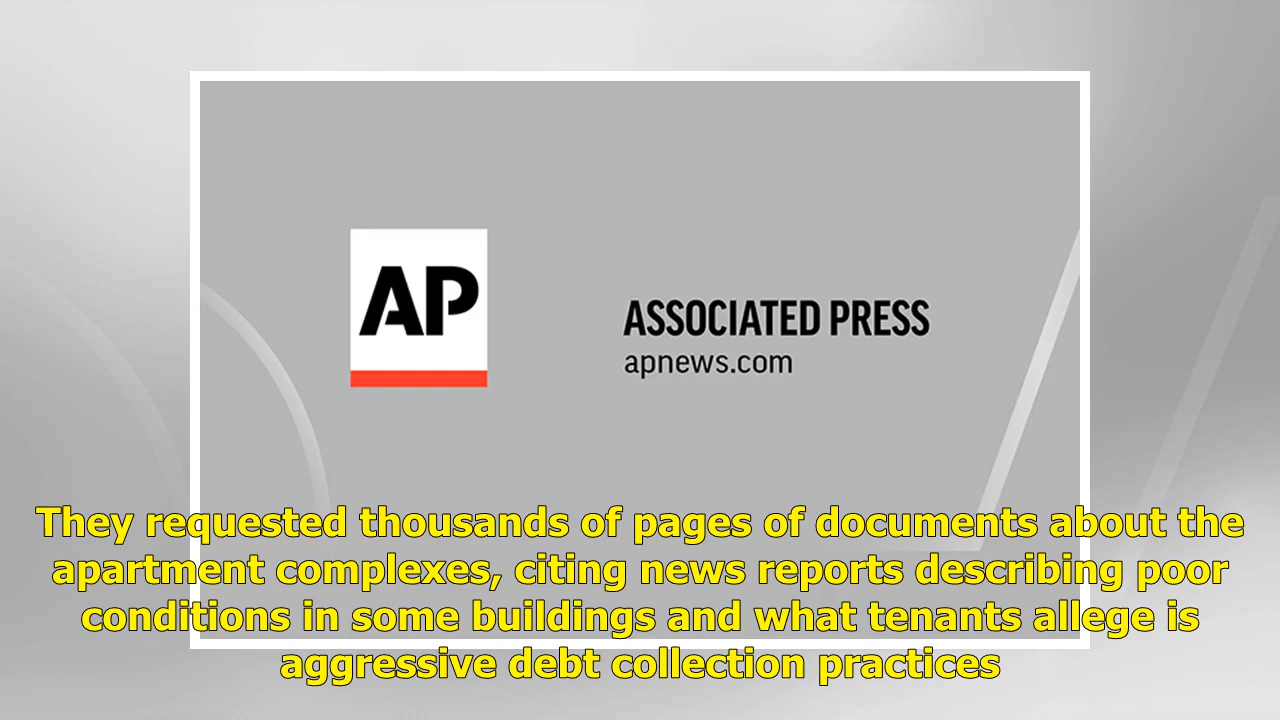 AP
ASSOCIATED PRESS
apnews.com
They requested thousands of pages of documents about the
apartment complexes, citing news reports describing poor
conditions in some buildings and what tenants allege is
aggressive debt collection practices